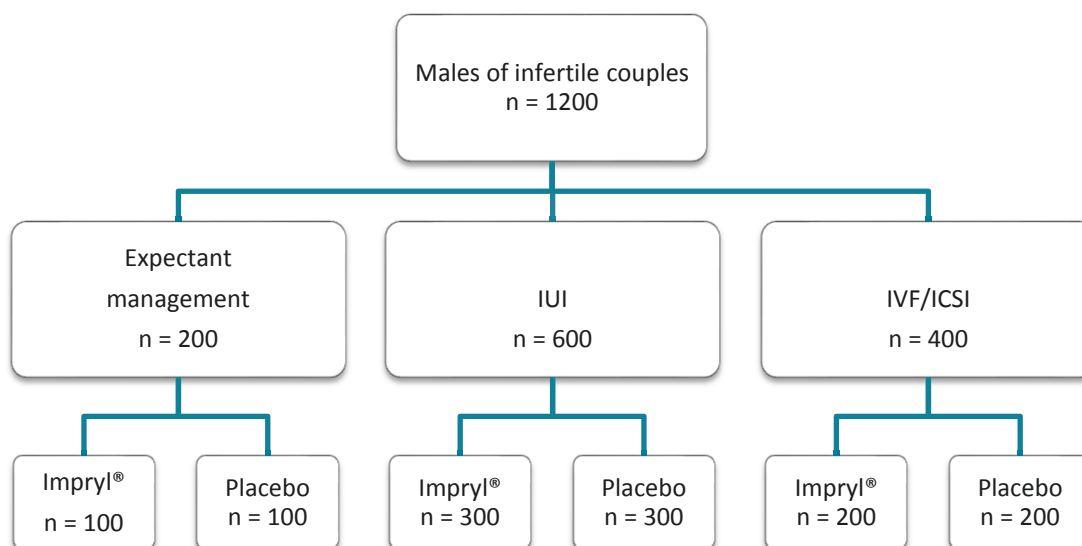 Males of infertile couples
n = 1200
Expectant
management
n = 200
IUI
n = 600
IVF/ICSI
n = 400
Impryl®
n = 100
Placebo
n = 100
Impryl®
n = 300
Placebo
n = 300
Impryl®
n = 200
Placebo
n = 200